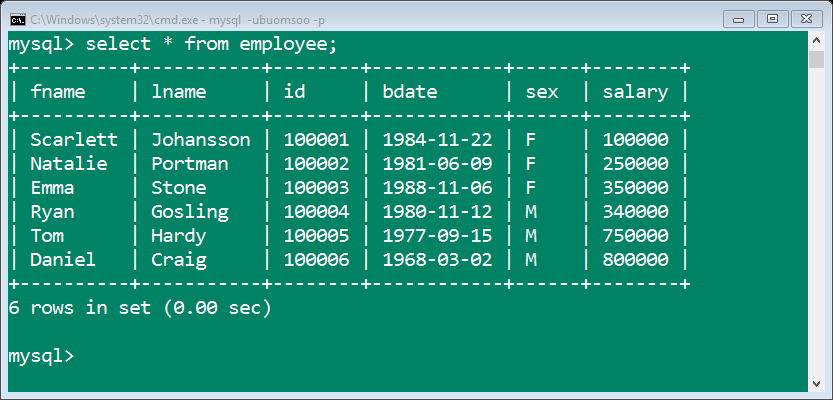 C:\Windows\system32\cmd.exe - mysql  -ubuomsoo -p
mysql> select * from employee;
+----------+-----------+--------+------------+------+--------+
| fname    | lname     | id     | bdate      | sex  | salary |
+----------+-----------+--------+------------+------+--------+
| Scarlett | Johansson | 100001 | 1984-11-22 | F    | 100000 |
| Natalie  | Portman   | 100002 | 1981-06-09 | F    | 250000 |
| Emma     | Stone     | 100003 | 1988-11-06 | F    | 350000 |
| Ryan     | Gosling   | 100004 | 1980-11-12 | M    | 340000 |
| Tom      | Hardy     | 100005 | 1977-09-15 | M    | 750000 |
| Daniel   | Craig     | 100006 | 1968-03-02 | M    | 800000 |
+----------+-----------+--------+------------+------+--------+
6 rows in set (0.00 sec)
mysql>